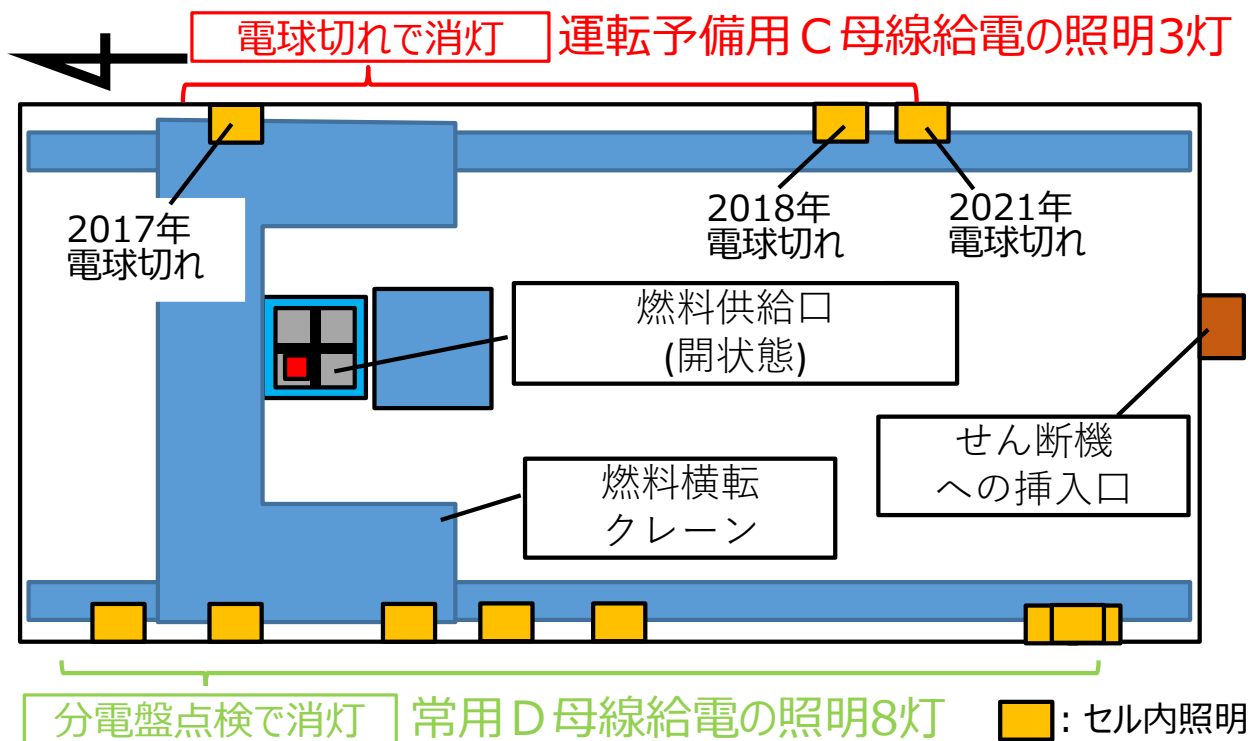 電球切れで消灯 運転予備用C母線給電の照明3灯
2017年
電球切れ
2018年
電球切れ
2021年
電球切れ
燃料供給口
(開状態)
せん断機
への挿入口
燃料横転
クレーン
分電盤点検で消灯 常用D母線給電の照明8灯
:セル内照明